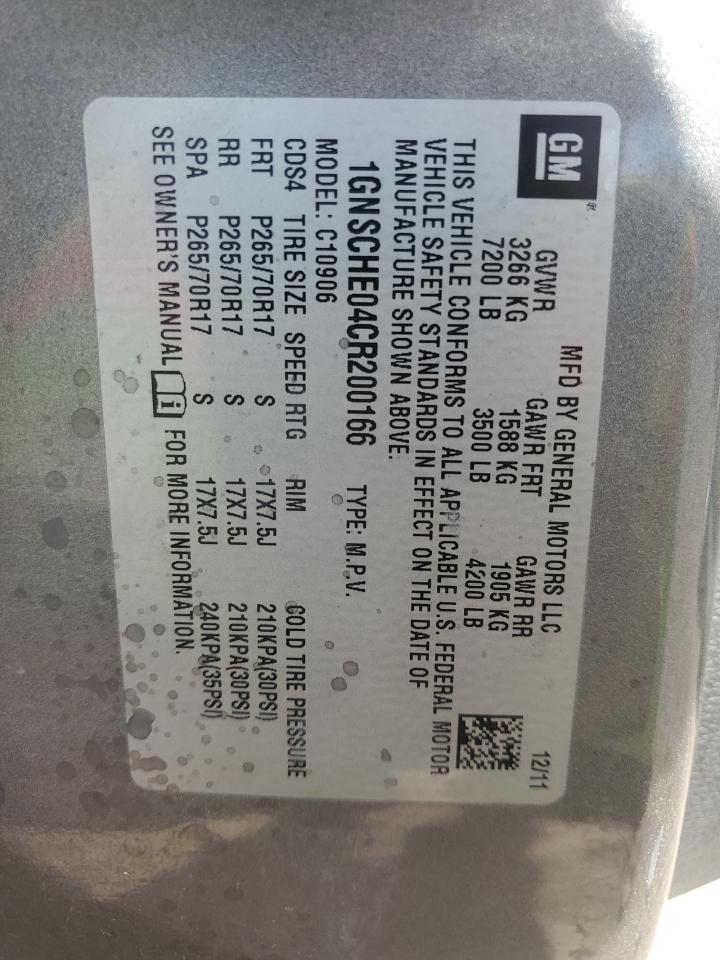 GM®
MFD BY GENERAL MOTORS LLC 12/11
GVWR GAWR FRT GAWR RR
3266 KG 1588 KG 1905 KG
7200 LB 3500 LB 4200 LB
THIS VEHICLE CONFORMS TO ALL APPLICABLE U.S. FEDERAL MOTOR
VEHICLE SAFETY STANDARDS IN EFFECT ON THE DATE OF
MANUFACTURE SHOWN ABOVE.
1GNSCHE04CR200166 TYPE: M.P.V.
MODEL: C10906
CDS4 TIRE SIZE SPEED RTG RIM COLD TIRE PRESSURE
FRT P265/70R17 S 17X7.5J 210KPA(30PSI)
RR P265/70R17 S 17X7.5J 210KPA(30PSI)
SPA P265/70R17 S 17X7.5J 240KPA(35PSI)
SEE OWNER'S MANUAL i FOR MORE INFORMATION.